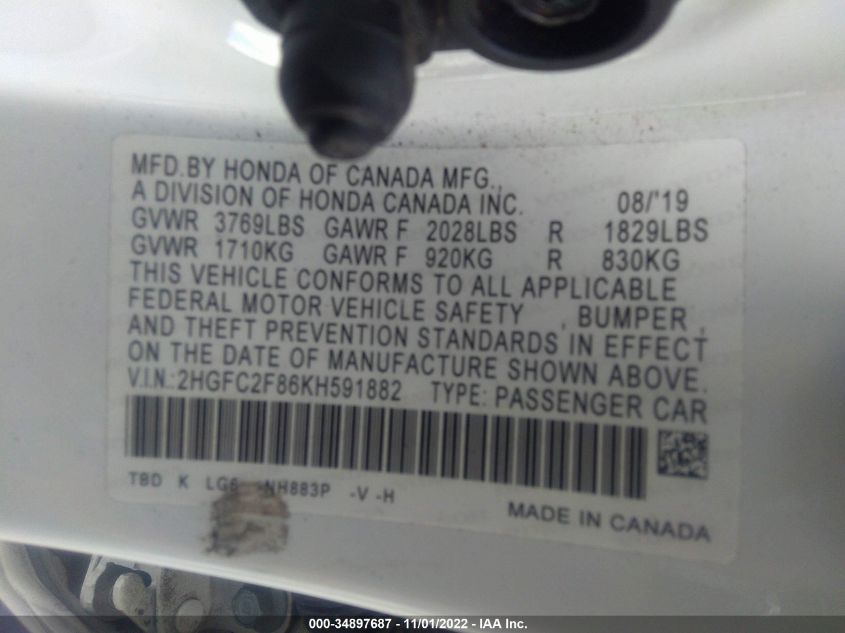 MFD.BY HONDA OF CANADA MFG.,
A DIVISION OF HONDA CANADA INC. 08/'19
GVWR 3769LBS GAWR F 2028LBS R 1829LBS
GVWR 1710KG GAWR F 920KG R 830KG
THIS VEHICLE CONFORMS TO ALL APPLICABLE
FEDERAL MOTOR VEHICLE SAFETY , BUMPER ,
AND THEFT PREVENTION STANDARDS IN EFFECT
ON THE DATE OF MANUFACTURE SHOWN ABOVE.
V.I.N.:2HGFC2F86KH591882 TYPE: PASSENGER CAR
TBD K LG6 NH883P -V -H
MADE IN CANADA
000-34897687 - 11/01/2022 - IAA Inc.